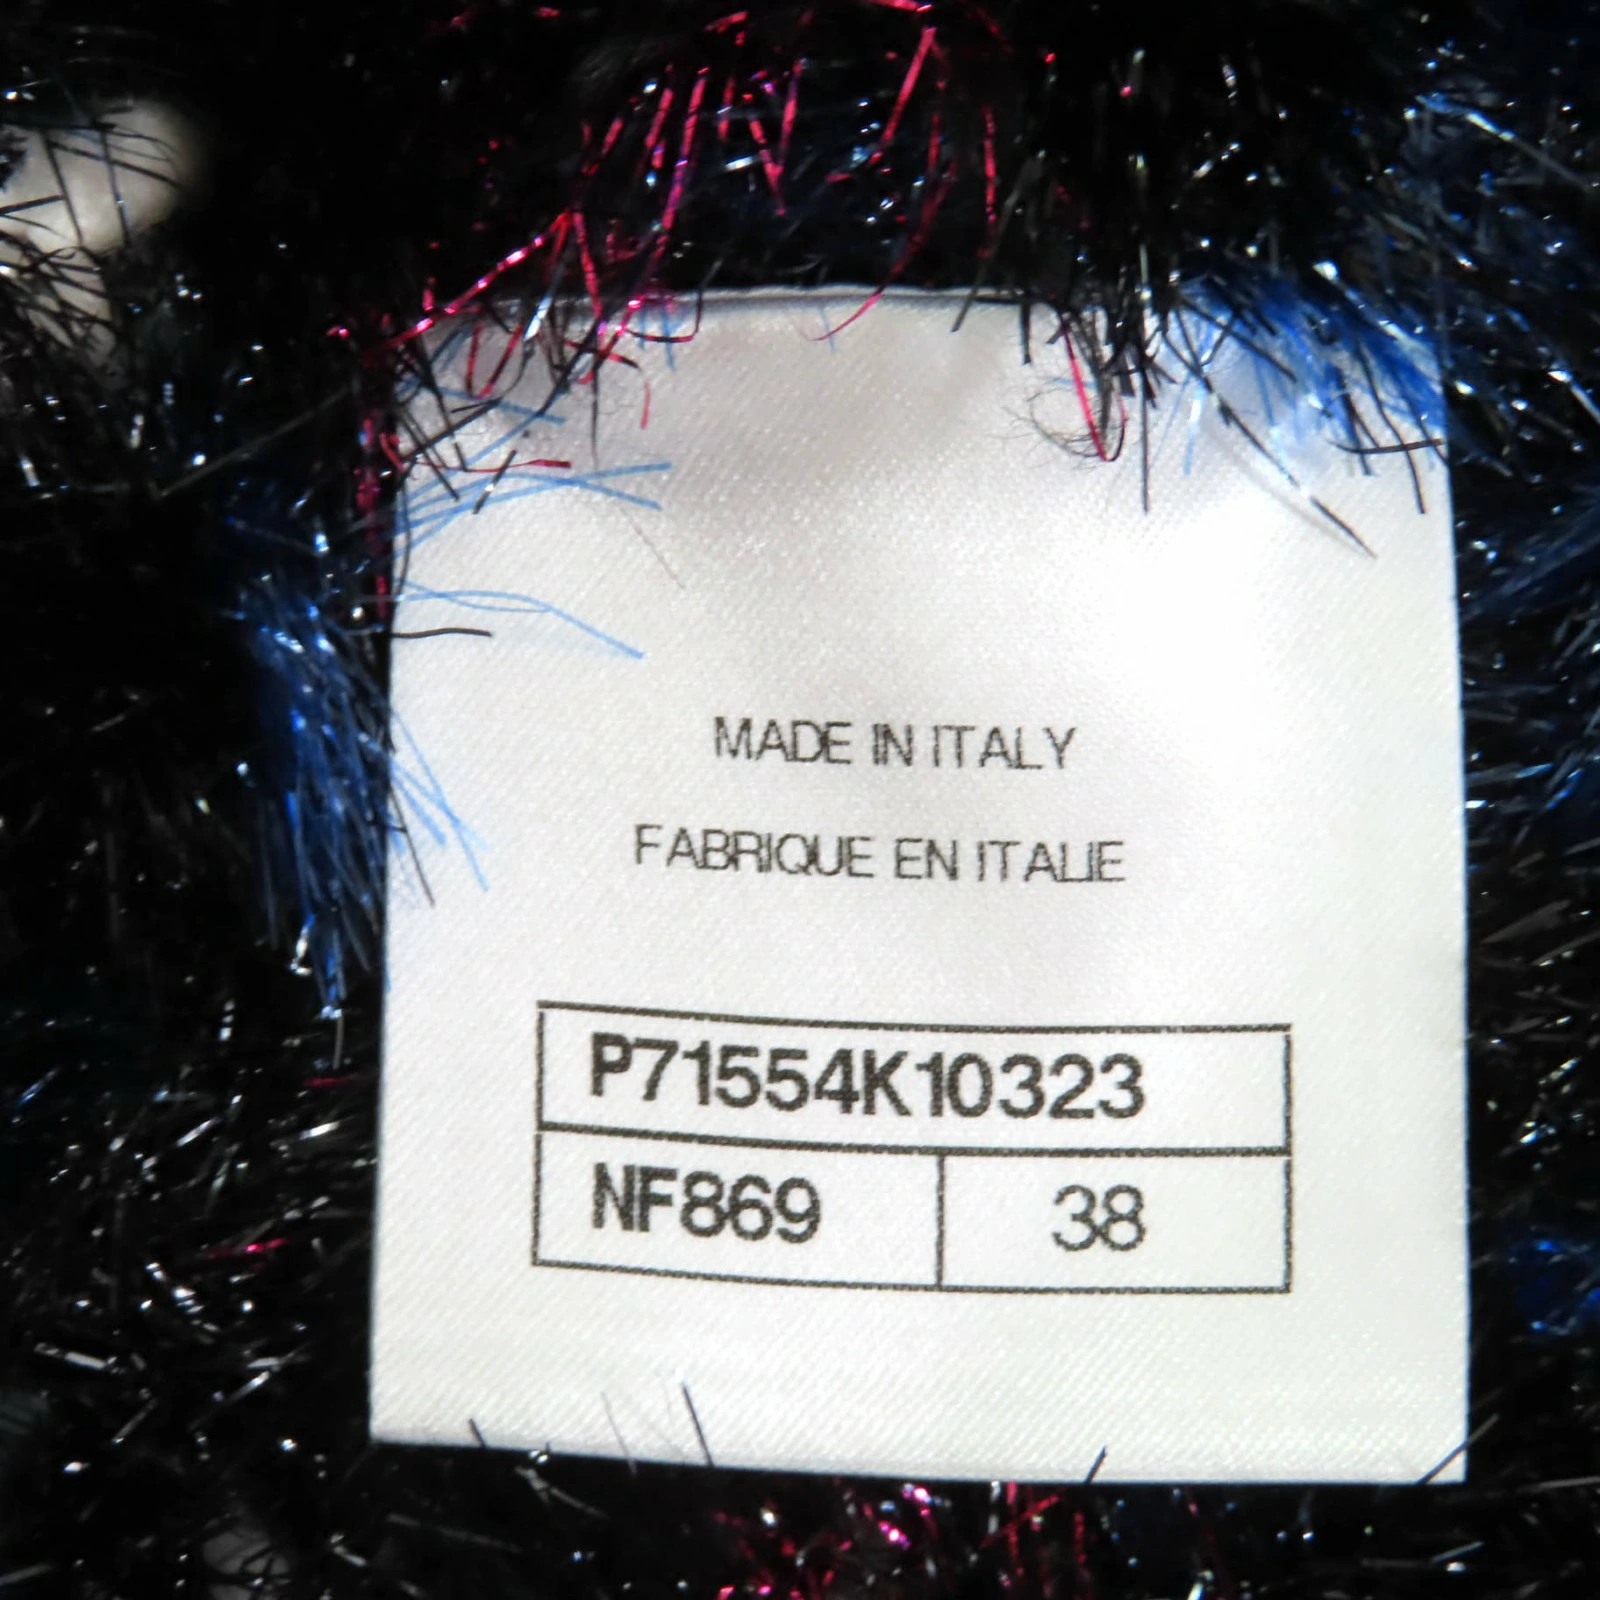 MADE IN ITALY
FABRIQUE EN ITALIE
P71554K10323
NF869 38